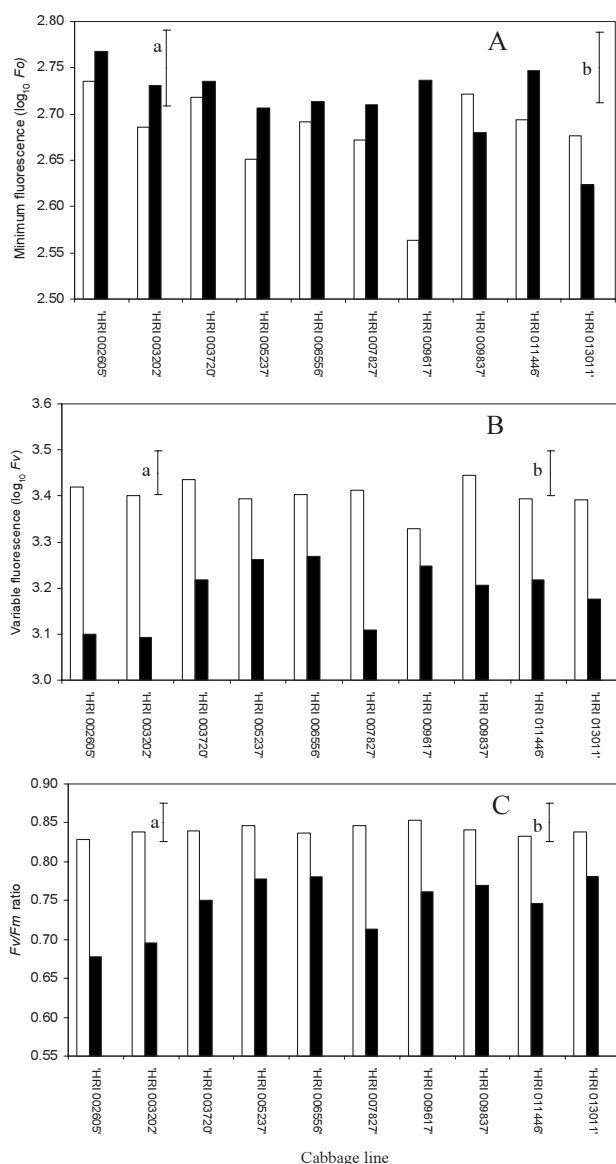 A
Minimum fluorescence (log10 Fo)
2.80
2.75
2.70
2.65
2.60
2.55
2.50
a
b
'HRI 002605'
'HRI 003202'
'HRI 003720'
'HRI 005237'
'HRI 006556'
'HRI 007827'
'HRI 009617'
'HRI 009837'
'HRI 011446'
'HRI 013011'
B
Variable fluorescence (log10 Fv)
3.6
3.5
3.4
3.3
3.2
3.1
3.0
a
b
'HRI 002605'
'HRI 003202'
'HRI 003720'
'HRI 005237'
'HRI 006556'
'HRI 007827'
'HRI 009617'
'HRI 009837'
'HRI 011446'
'HRI 013011'
C
Fv/Fm ratio
0.90
0.85
0.80
0.75
0.70
0.65
0.60
0.55
a
b
'HRI 002605'
'HRI 003202'
'HRI 003720'
'HRI 005237'
'HRI 006556'
'HRI 007827'
'HRI 009617'
'HRI 009837'
'HRI 011446'
'HRI 013011'
Cabbage line